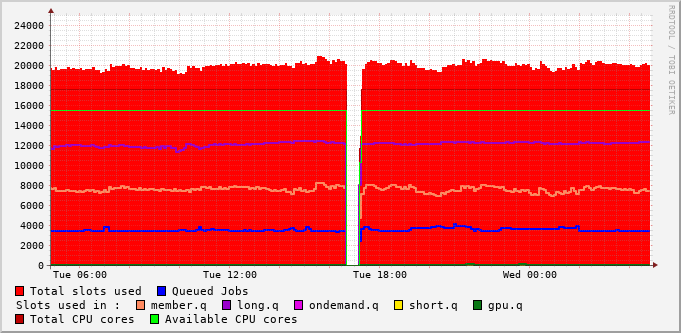 24000
22000
20000
18000
16000
14000
12000
10000
8000
6000
4000
2000
0
Tue 06:00 Tue 12:00 Tue 18:00 Wed 00:00
RRDTOOL / TOBI OETIKER
Total slots used Queued Jobs
Slots used in : member.q long.q ondemand.q short.q gpu.q
Total CPU cores Available CPU cores